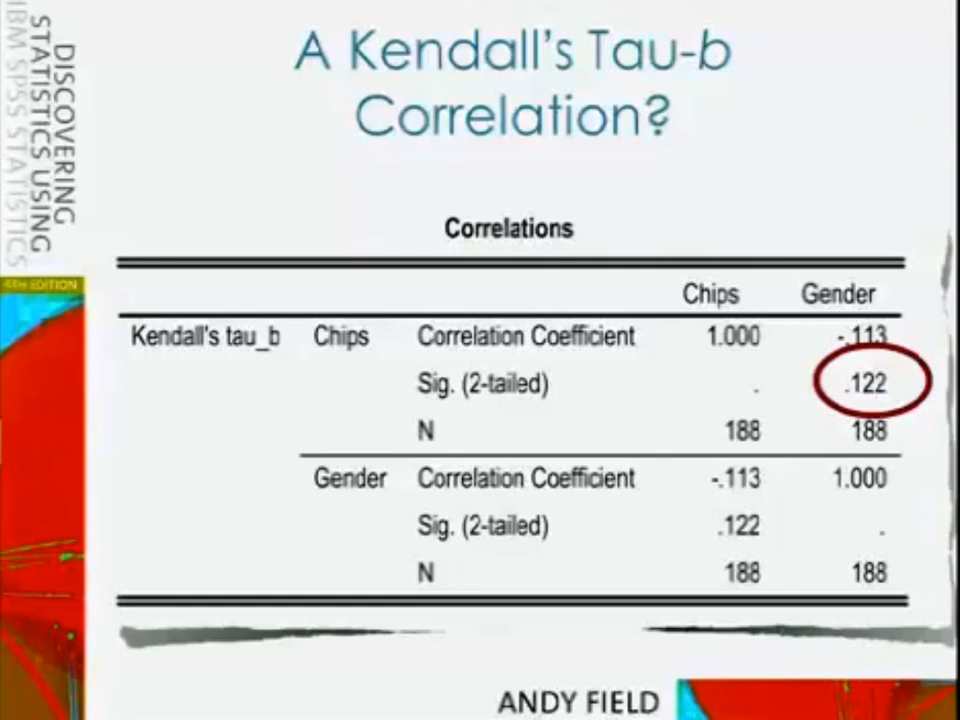 DISCOVERING
STATISTICS USING
IBM SPSS STATISTICS
4TH EDITION
A Kendall's Tau-b
Correlation?
Correlations
Chips Gender
Kendall's tau_b Chips Correlation Coefficient 1.000 -.113
Sig. (2-tailed) . .122
N 188 188
Gender Correlation Coefficient -.113 1.000
Sig. (2-tailed) .122 .
N 188 188
ANDY FIELD